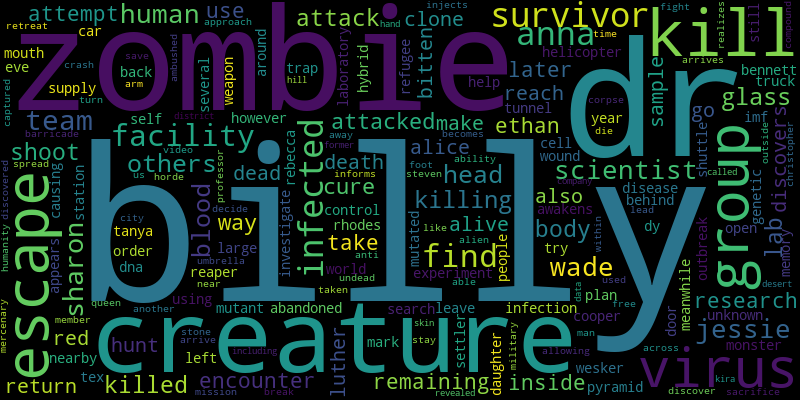 billy
zombie
dr
creature
kill
group
virus
escape
survivor
facility
infected
find
human
attempt
use
attack
clone
anna
scientist
sample
later
reach
ethan
glass
discovers
lab
research
jessie
wade
body
killing
head
alive
alice
attacked
make
death
cure
take
blood
way
others
shoot
team
sharon
dead
also
bitten
remaining
inside
encounter
killed
return
hunt
luther
red
left
tex
mark
rhodes
control
world
tanya
order
dna
reaper
large
investigate
rebecca
however
laboratory
hybrid
refugee
several
weapon
trap
around
car
back
mouth
eve
supply
station
causing
appears
self
nearby
mutant
using
abandoned
search
leave
infection
plan
cooper
settler
daughter
military
wesker
pyramid
monster
unknown
door
meanwhile
outbreak
genetic
open
memory
behind
disease
dy
try
awakens
cell
wound
tunnel
go
imf
year
bennett
truck
still
shuttle
helicopter
help
experiment
people
mutated
arm
crash
turn
hill
save
ambushed
approach
hand
injects
fight
retreat
realizes
arrives
time
compound
corpse
die
captured
barricade
district
former
becomes
ability
away
video
us
horde
professor
informs
foot
steven
like
alien
able
anti
undead
taken
umbrella
near
decide
city
spread
humanity
discovered
christopher
outside
called
company
lead
within
used
data
free
man
desert
across
kira
discover
sacrifice
allowing
revealed
stay
skin
including
break
mission
arrive
stone
another
queen
member
mercenary